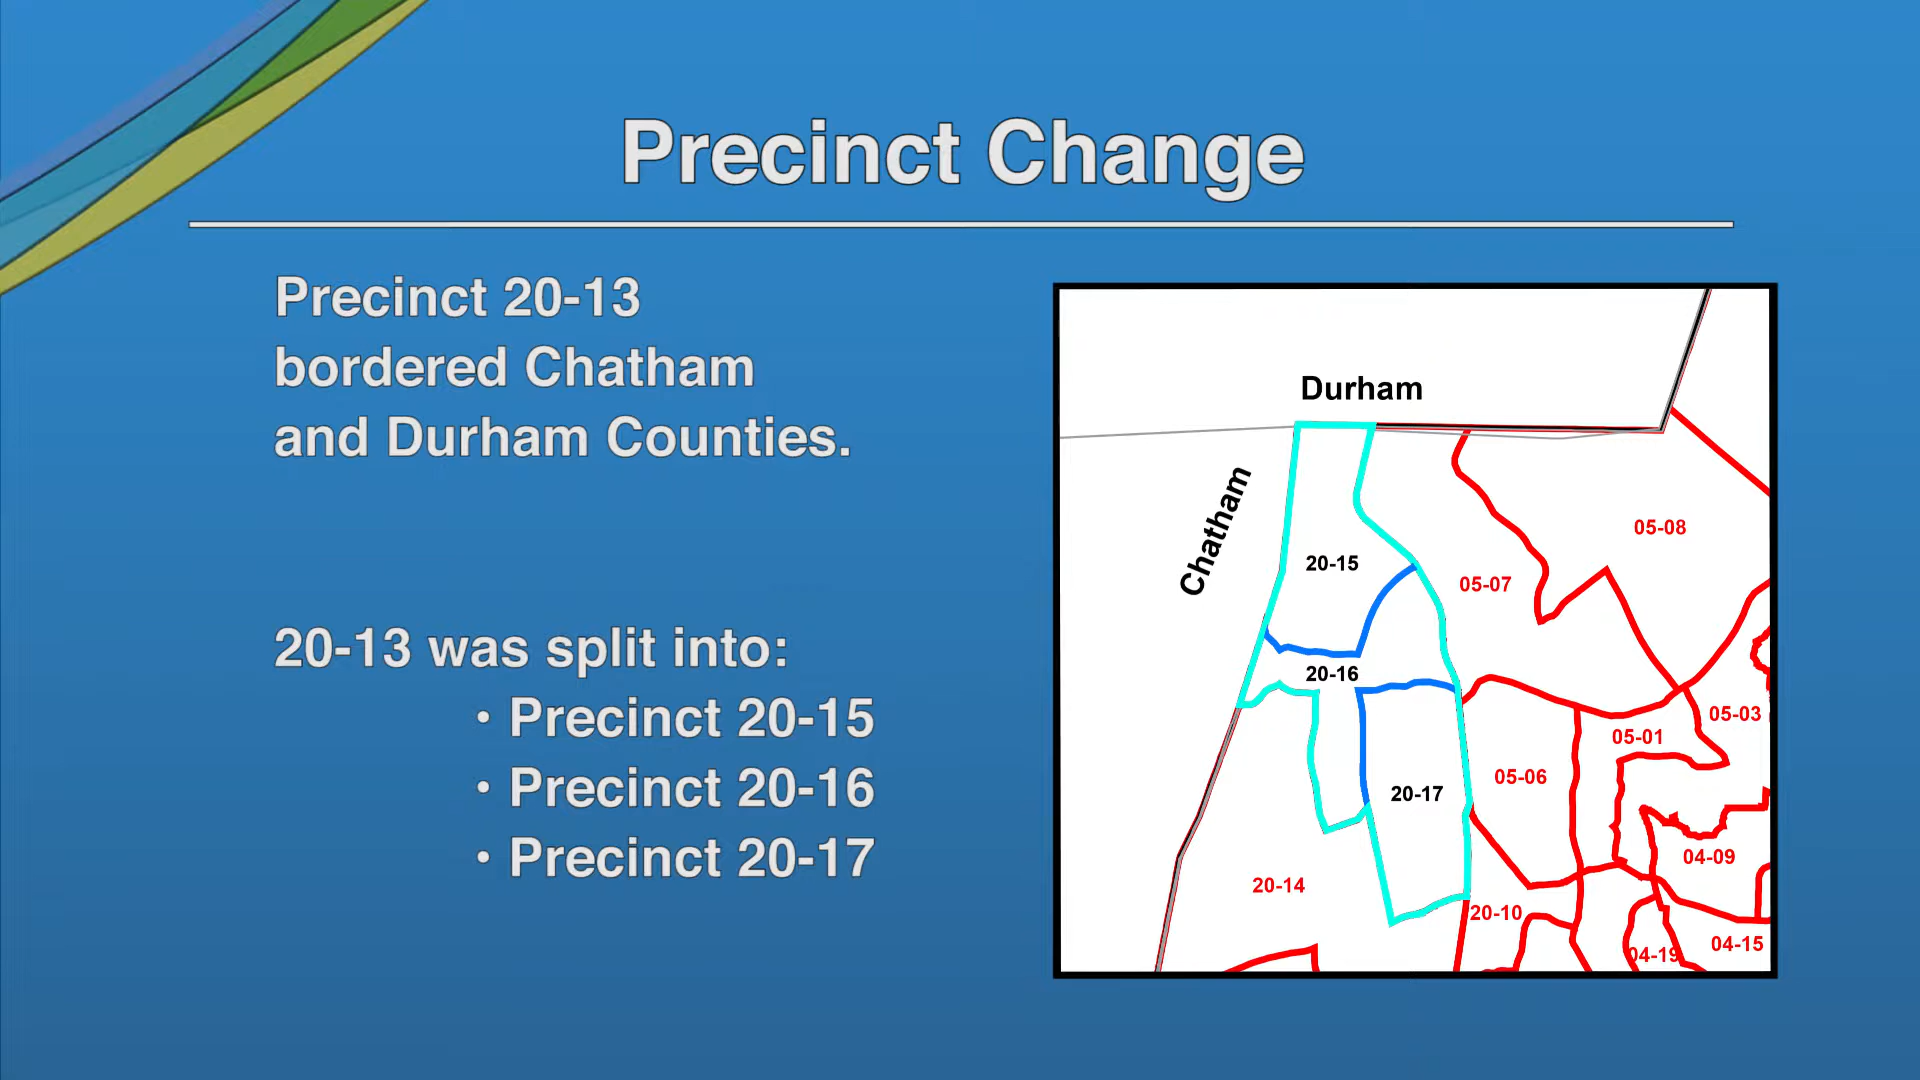 Precinct Change
Precinct 20-13
bordered Chatham
and Durham Counties.
20-13 was split into:
• Precinct 20-15
• Precinct 20-16
• Precinct 20-17
Durham
Chatham
05-08
20-15
05-07
20-16
05-03
05-01
05-06
20-17
04-09
20-14
20-10
04-15
04-19